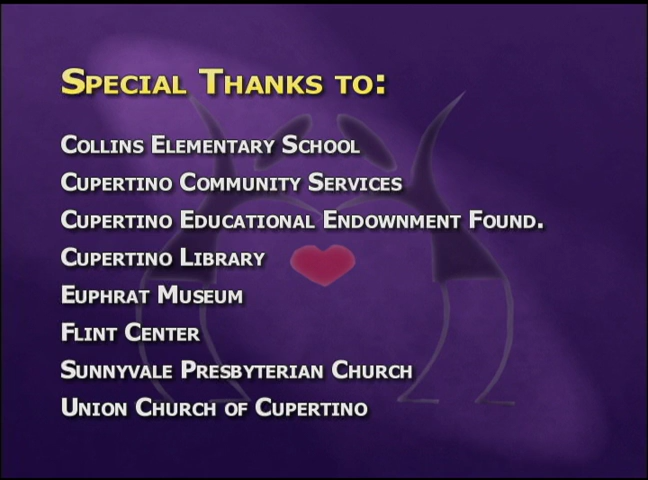 Special Thanks to:
Collins Elementary School
Cupertino Community Services
Cupertino Educational Endownment Found.
Cupertino Library
Euphrat Museum
Flint Center
Sunnyvale Presbyterian Church
Union Church of Cupertino